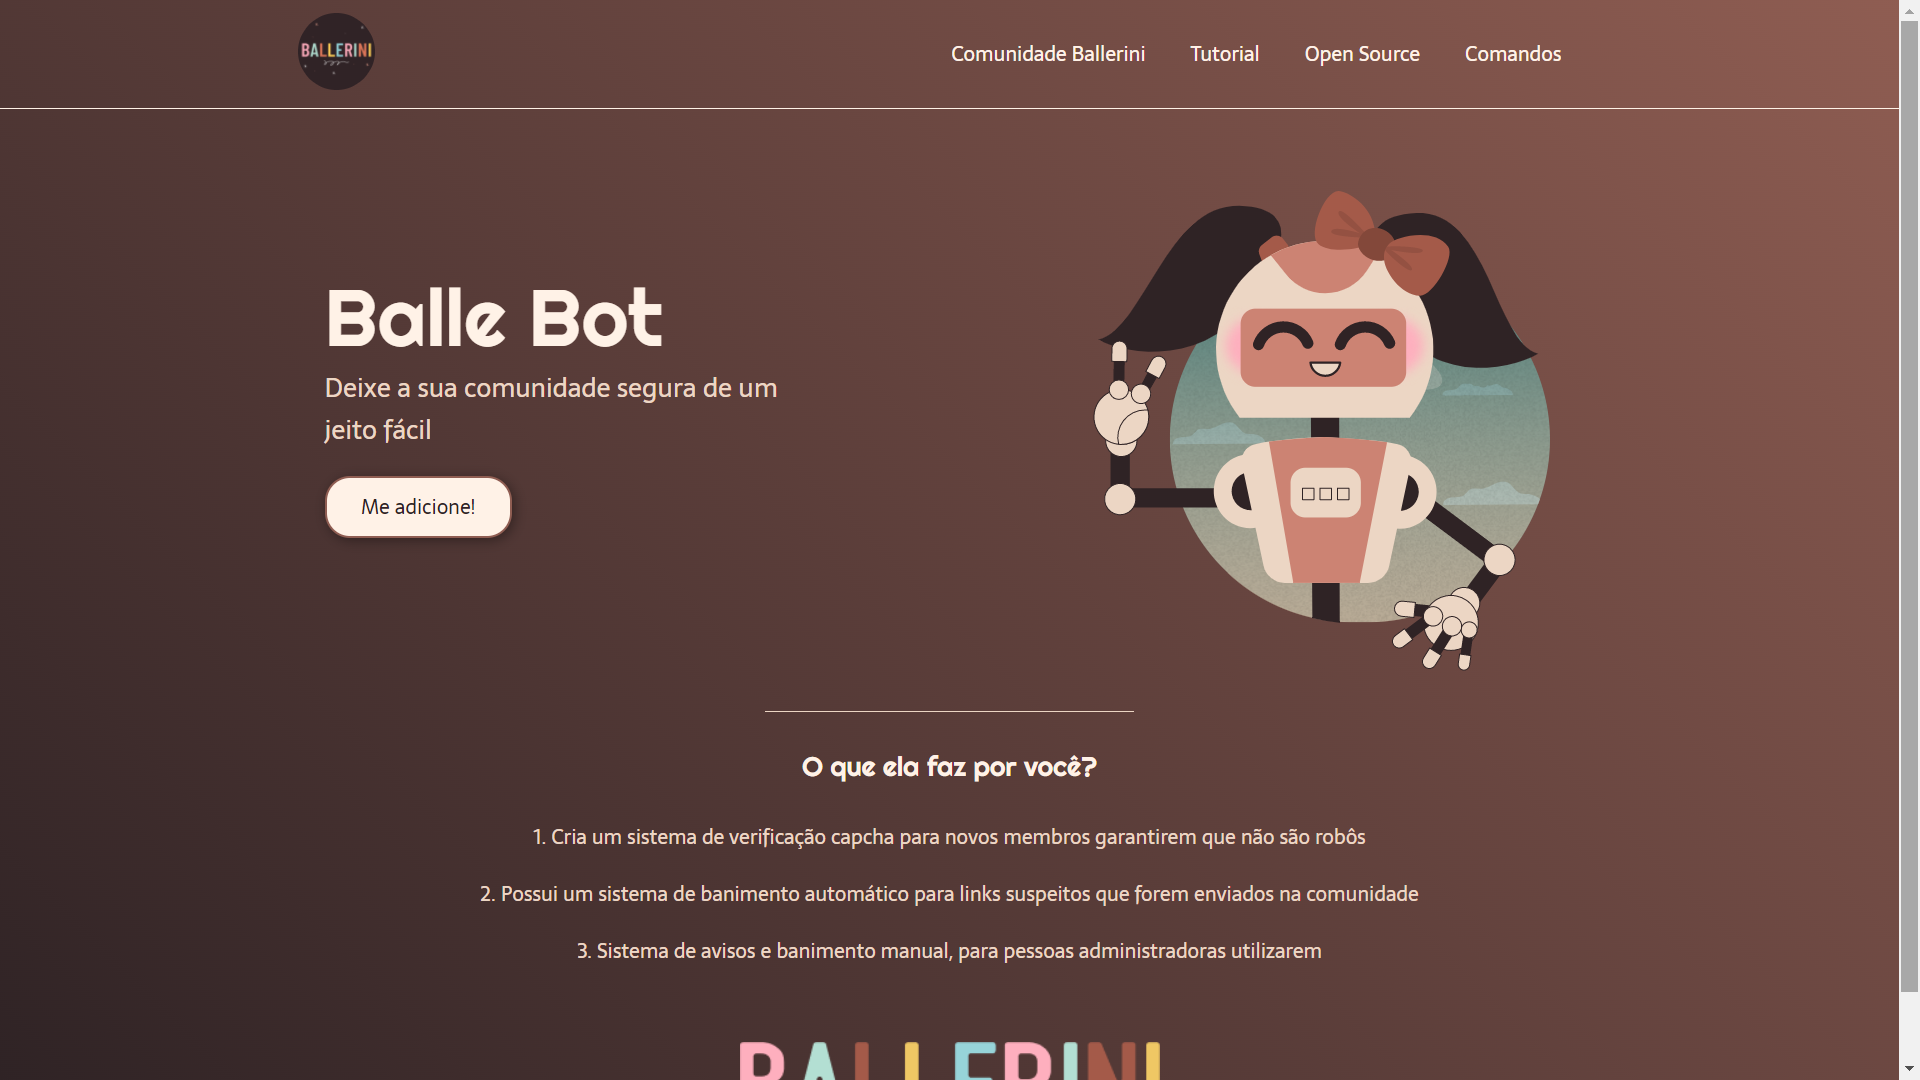 BALLERINI
Comunidade Ballerini
Tutorial
Open Source
Comandos
Balle Bot
Deixe a sua comunidade segura de um
jeito fácil
Me adicione!
O que ela faz por você?
1. Cria um sistema de verificação capcha para novos membros garantirem que não são robôs
2. Possui um sistema de banimento automático para links suspeitos que forem enviados na comunidade
3. Sistema de avisos e banimento manual, para pessoas administradoras utilizarem
BALLERINI